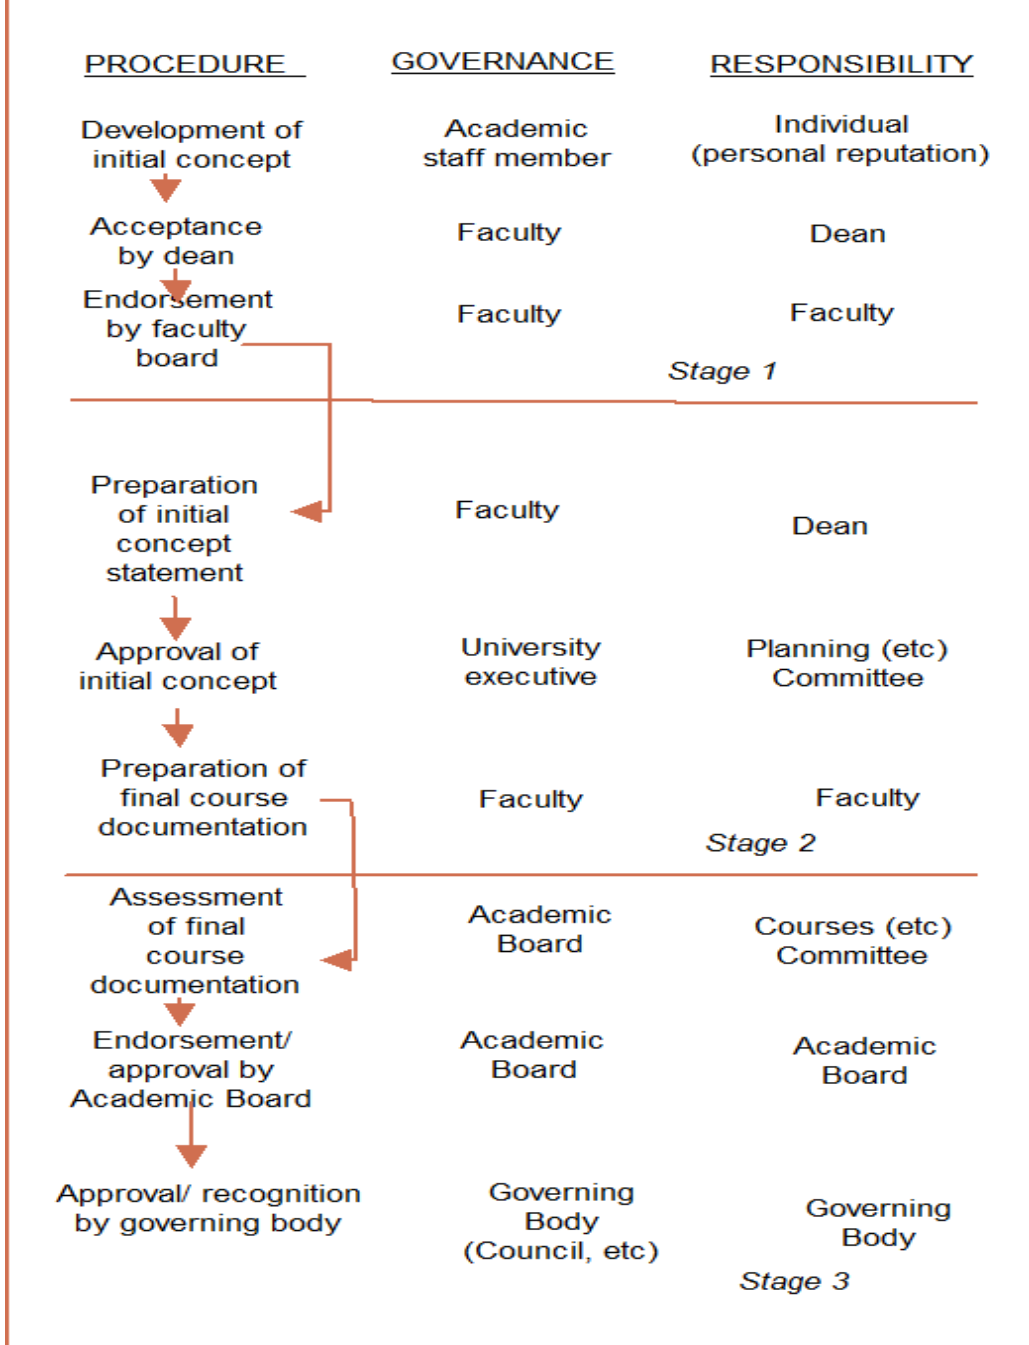 PROCEDURE
GOVERNANCE
RESPONSIBILITY
Development of
initial concept
Academic
staff member
Individual
(personal reputation)
Acceptance
by dean
Faculty
Dean
Endorsement
by faculty
board
Faculty
Faculty
Stage 1
Preparation
of initial
concept
statement
Faculty
Dean
Approval of
initial concept
University
executive
Planning (etc)
Committee
Preparation of
final course
documentation
Faculty
Faculty
Stage 2
Assessment
of final
course
documentation
Academic
Board
Courses (etc)
Committee
Endorsement/
approval by
Academic Board
Academic
Board
Academic
Board
Approval/ recognition
by governing body
Governing
Body
(Council, etc)
Governing
Body
Stage 3